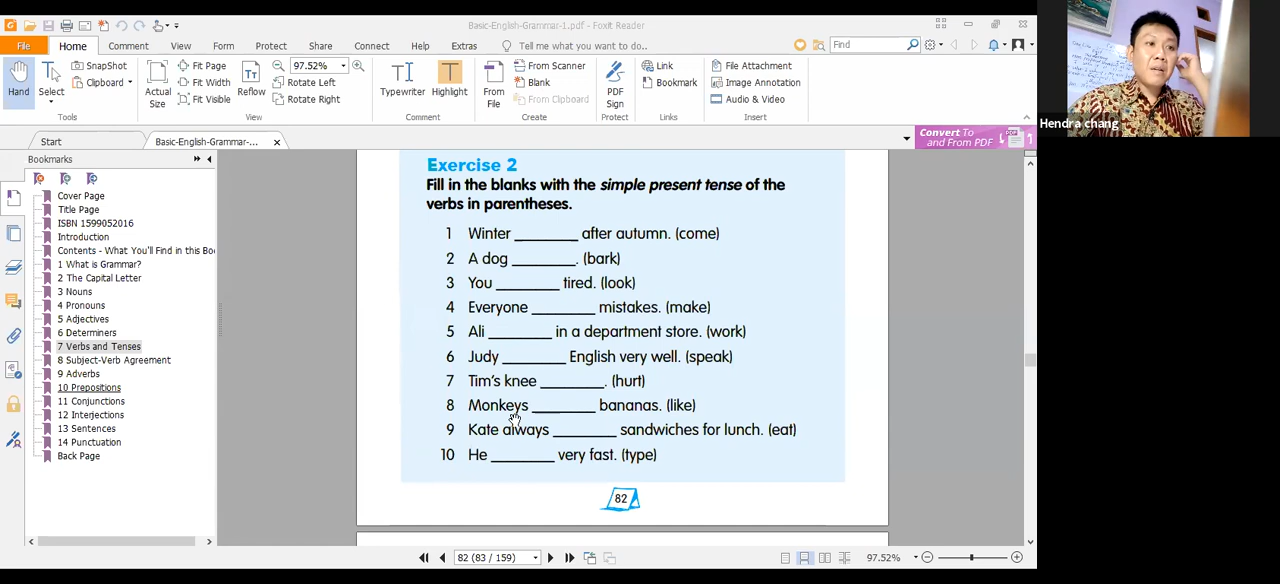 Basic-English-Grammar-1.pdf - Foxit Reader
File Home Comment View Form Protect Share Connect Help Extras Tell me what you want to do.. Find
Hand
Select
SnapShot
Clipboard
Tools
Actual Size
Fit Page
Fit Width
Fit Visible
Reflow
97.52%
Rotate Left
Rotate Right
View
Typewriter
Highlight
Comment
From File
From Scanner
Blank
From Clipboard
Create
PDF Sign
Protect
Link
Bookmark
Links
File Attachment
Image Annotation
Audio & Video
Insert
Hendra chang
Start
Basic-English-Grammar-...
Convert To
and From PDF
Bookmarks
Cover Page
Title Page
ISBN 1599052016
Introduction
Contents - What You'll Find in this Bo
1 What is Grammar?
2 The Capital Letter
3 Nouns
4 Pronouns
5 Adjectives
6 Determiners
7 Verbs and Tenses
8 Subject-Verb Agreement
9 Adverbs
10 Prepositions
11 Conjunctions
12 Interjections
13 Sentences
14 Punctuation
Back Page
Exercise 2
Fill in the blanks with the simple present tense of the
verbs in parentheses.
1 Winter ________ after autumn. (come)
2 A dog ________. (bark)
3 You ________ tired. (look)
4 Everyone ________ mistakes. (make)
5 Ali ________ in a department store. (work)
6 Judy ________ English very well. (speak)
7 Tim's knee ________. (hurt)
8 Monkeys ________ bananas. (like)
9 Kate always ________ sandwiches for lunch. (eat)
10 He ________ very fast. (type)
82
82 (83 / 159)
97.52%